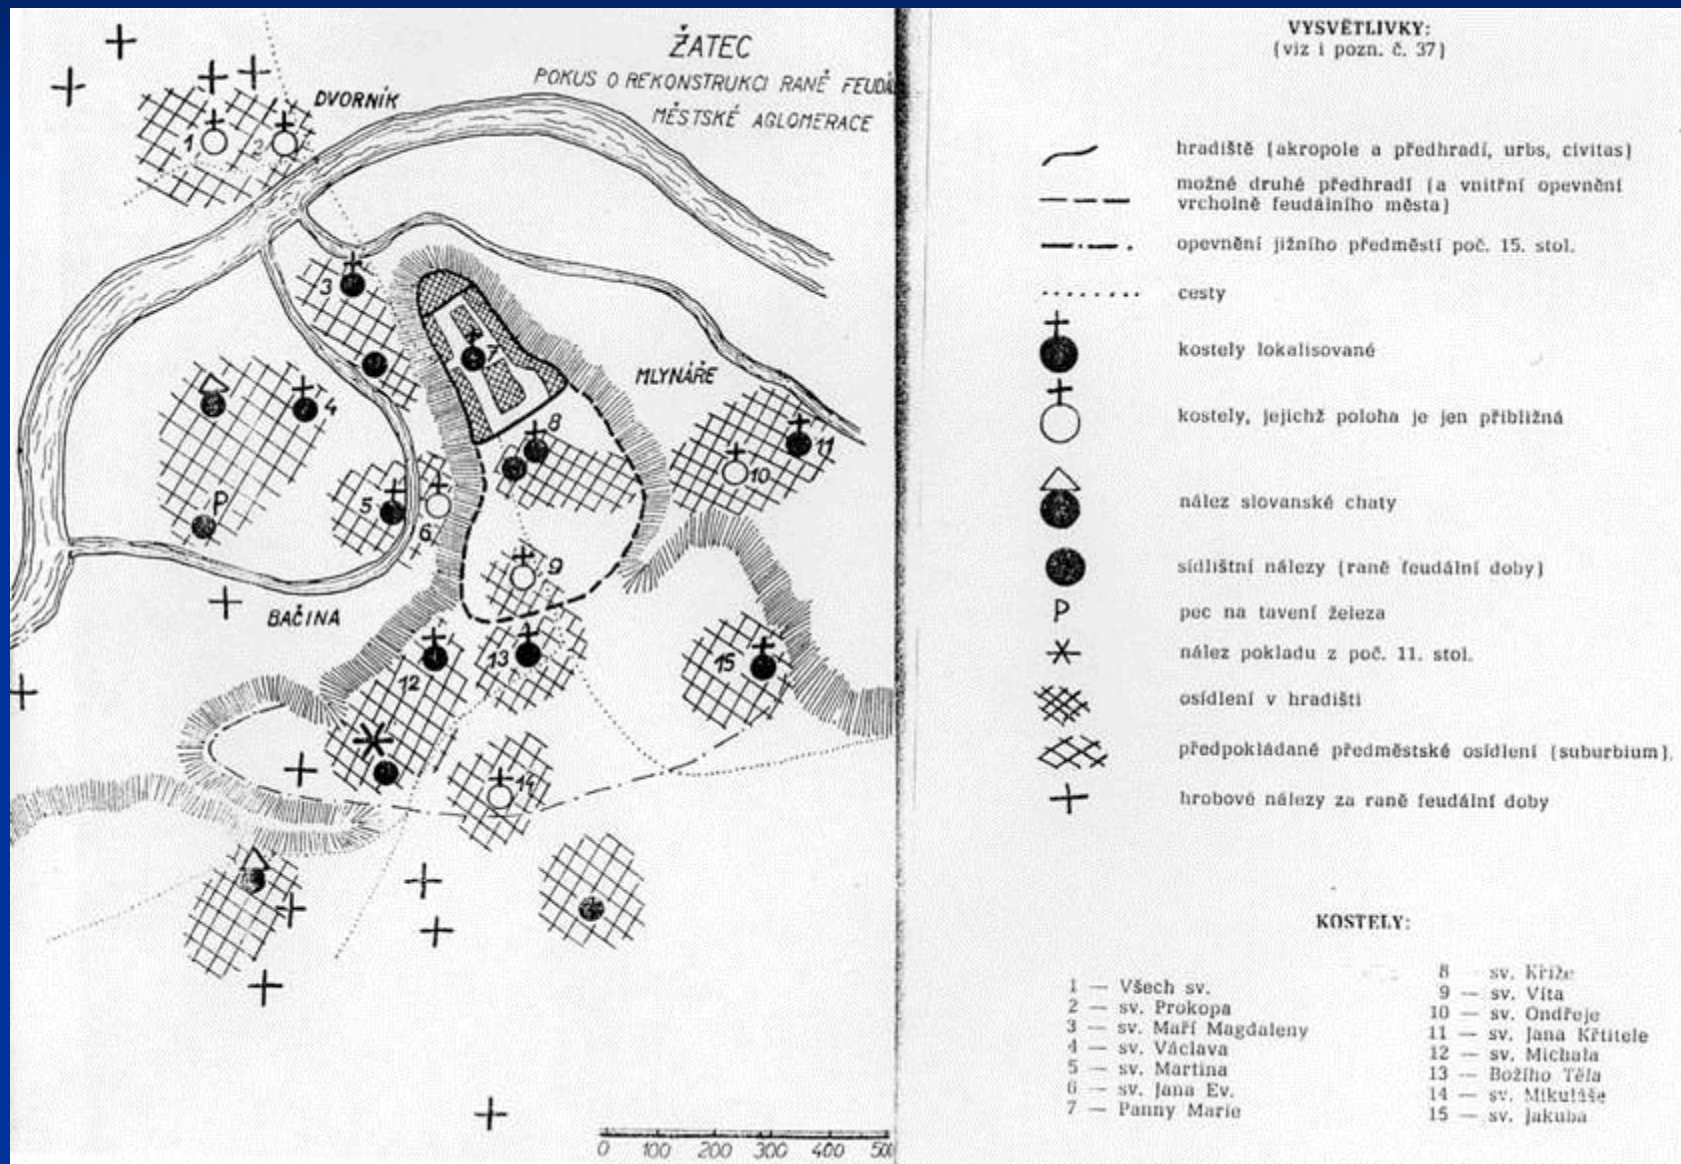 ŽATEC
POKUS O REKONSTRUKCI RANĚ FEUDÁ
MĚSTSKÉ AGLOMERACE
DVORNÍK
1
2
3
7
MLYNÁŘE
4
8
11
10
P
5
6
9
BAČINA
13
12
15
14
0 100 200 300 400 500
VYSVĚTLIVKY:
(viz i pozn. č. 37)
hradiště (akropole a předhradí, urbs, civitas)
možné druhé předhradí (a vnitřní opevnění
vrcholně feudálního města)
opevnění jižního předměstí poč. 15. stol.
cesty
kostely lokalisované
kostely, jejichž poloha je jen přibližná
nález slovanské chaty
sídlištní nálezy (raně feudální doby)
P pec na tavení železa
nález pokladu z poč. 11. stol.
osídlení v hradišti
předpokládané předměstské osídlení (suburbium).
hrobové nálezy za raně feudální doby
KOSTELY:
1 — Všech sv.
2 — sv. Prokopa
3 — sv. Maří Magdaleny
4 — sv. Václava
5 — sv. Martina
6 — sv. Jana Ev.
7 — Panny Marie
8 sv. Kříže
9 — sv. Víta
10 — sv. Ondřeje
11 — sv. Jana Křtitele
12 — sv. Michala
13 — Božího Těla
14 — sv. Mikuláše
15 — sv. Jakuba